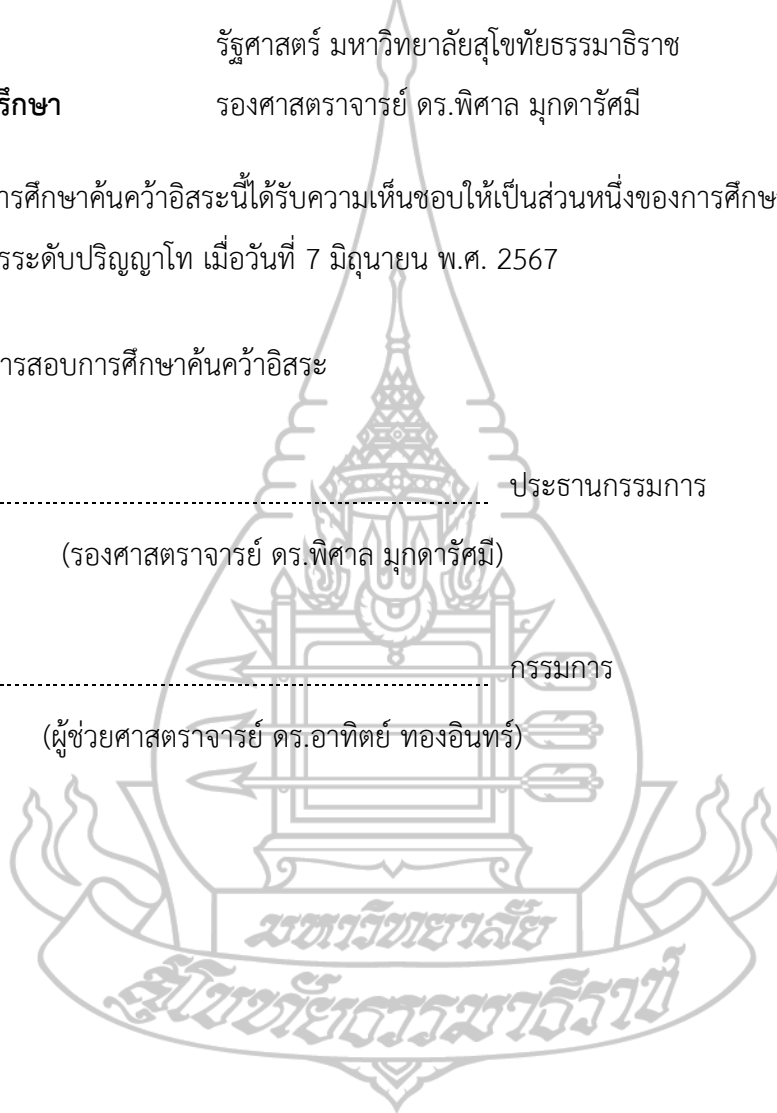 รัฐศาสตร์ มหาวิทยาลัยสุโขทัยธรรมาธิราช
รึกษา รองศาสตราจารย์ ดร.พิศาล มุกดารัศมี
ารศึกษาค้นคว้าอิสระนี้ได้รับความเห็นชอบให้เป็นส่วนหนึ่งของการศึกษ
รระดับปริญญาโท เมื่อวันที่ 7 มิถุนายน พ.ศ. 2567
ารสอบการศึกษาค้นคว้าอิสระ
ประธานกรรมการ
(รองศาสตราจารย์ ดร.พิศาล มุกดารัศมี)
กรรมการ
(ผู้ช่วยศาสตราจารย์ ดร.อาทิตย์ ทองอินทร์)
มหาวิทยาลัย
สุโขทัยธรรมาธิราช